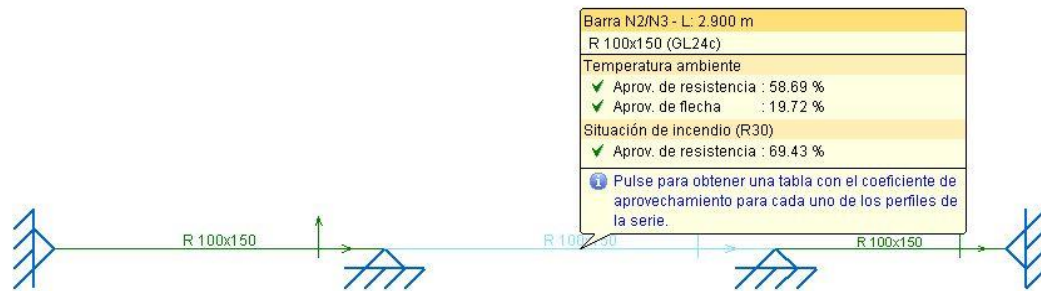 Barra N2/N3 - L: 2.900 m
R 100x150 (GL24c)
Temperatura ambiente
Aprov. de resistencia : 58.69 %
Aprov. de flecha : 19.72 %
Situación de incendio (R30)
Aprov. de resistencia : 69.43 %
Pulse para obtener una tabla con el coeficiente de
aprovechamiento para cada uno de los perfiles de
la serie.
R 100x150
R 100x150
R 100x150